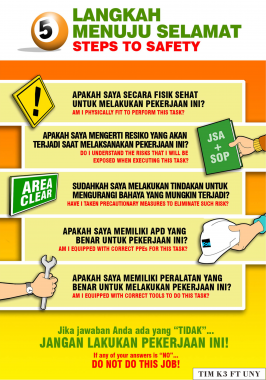 5
LANGKAH
MENUJU SELAMAT
STEPS TO SAFETY
!
APAKAH SAYA SECARA FISIK SEHAT
UNTUK MELAKUKAN PEKERJAAN INI?
AM I PHYSICALLY FIT TO PERFORM THIS TASK?
APAKAH SAYA MENGERTI RESIKO YANG AKAN
TERJADI SAAT MELAKSANAKAN PEKERJAAN INI?
DO I UNDERSTAND THE RISKS THAT I WILL BE
EXPOSED WHEN EXECUTING THIS TASK?
JSA
+
SOP
AREA
CLEAR
SUDAHKAH SAYA MELAKUKAN TINDAKAN UNTUK
MENGURANGI BAHAYA YANG MUNGKIN TERJADI?
HAVE I TAKEN PRECAUTIONARY MEASURES TO ELIMINATE SUCH RISK?
APAKAH SAYA MEMILIKI APD YANG
BENAR UNTUK PEKERJAAN INI?
AM I EQUIPPED WITH CORRECT PPEs FOR THIS TASK?
APAKAH SAYA MEMILIKI PERALATAN YANG
BENAR UNTUK MELAKUKAN PEKERJAAN INI?
AM I EQUIPPED WITH CORRECT TOOLS TO DO THIS TASK?
Jika jawaban Anda ada yang "TIDAK"...
JANGAN LAKUKAN PEKERJAAN INI!
If any of your answers is "NO"...
DO NOT DO THIS JOB!
TIM K3 FT UNY